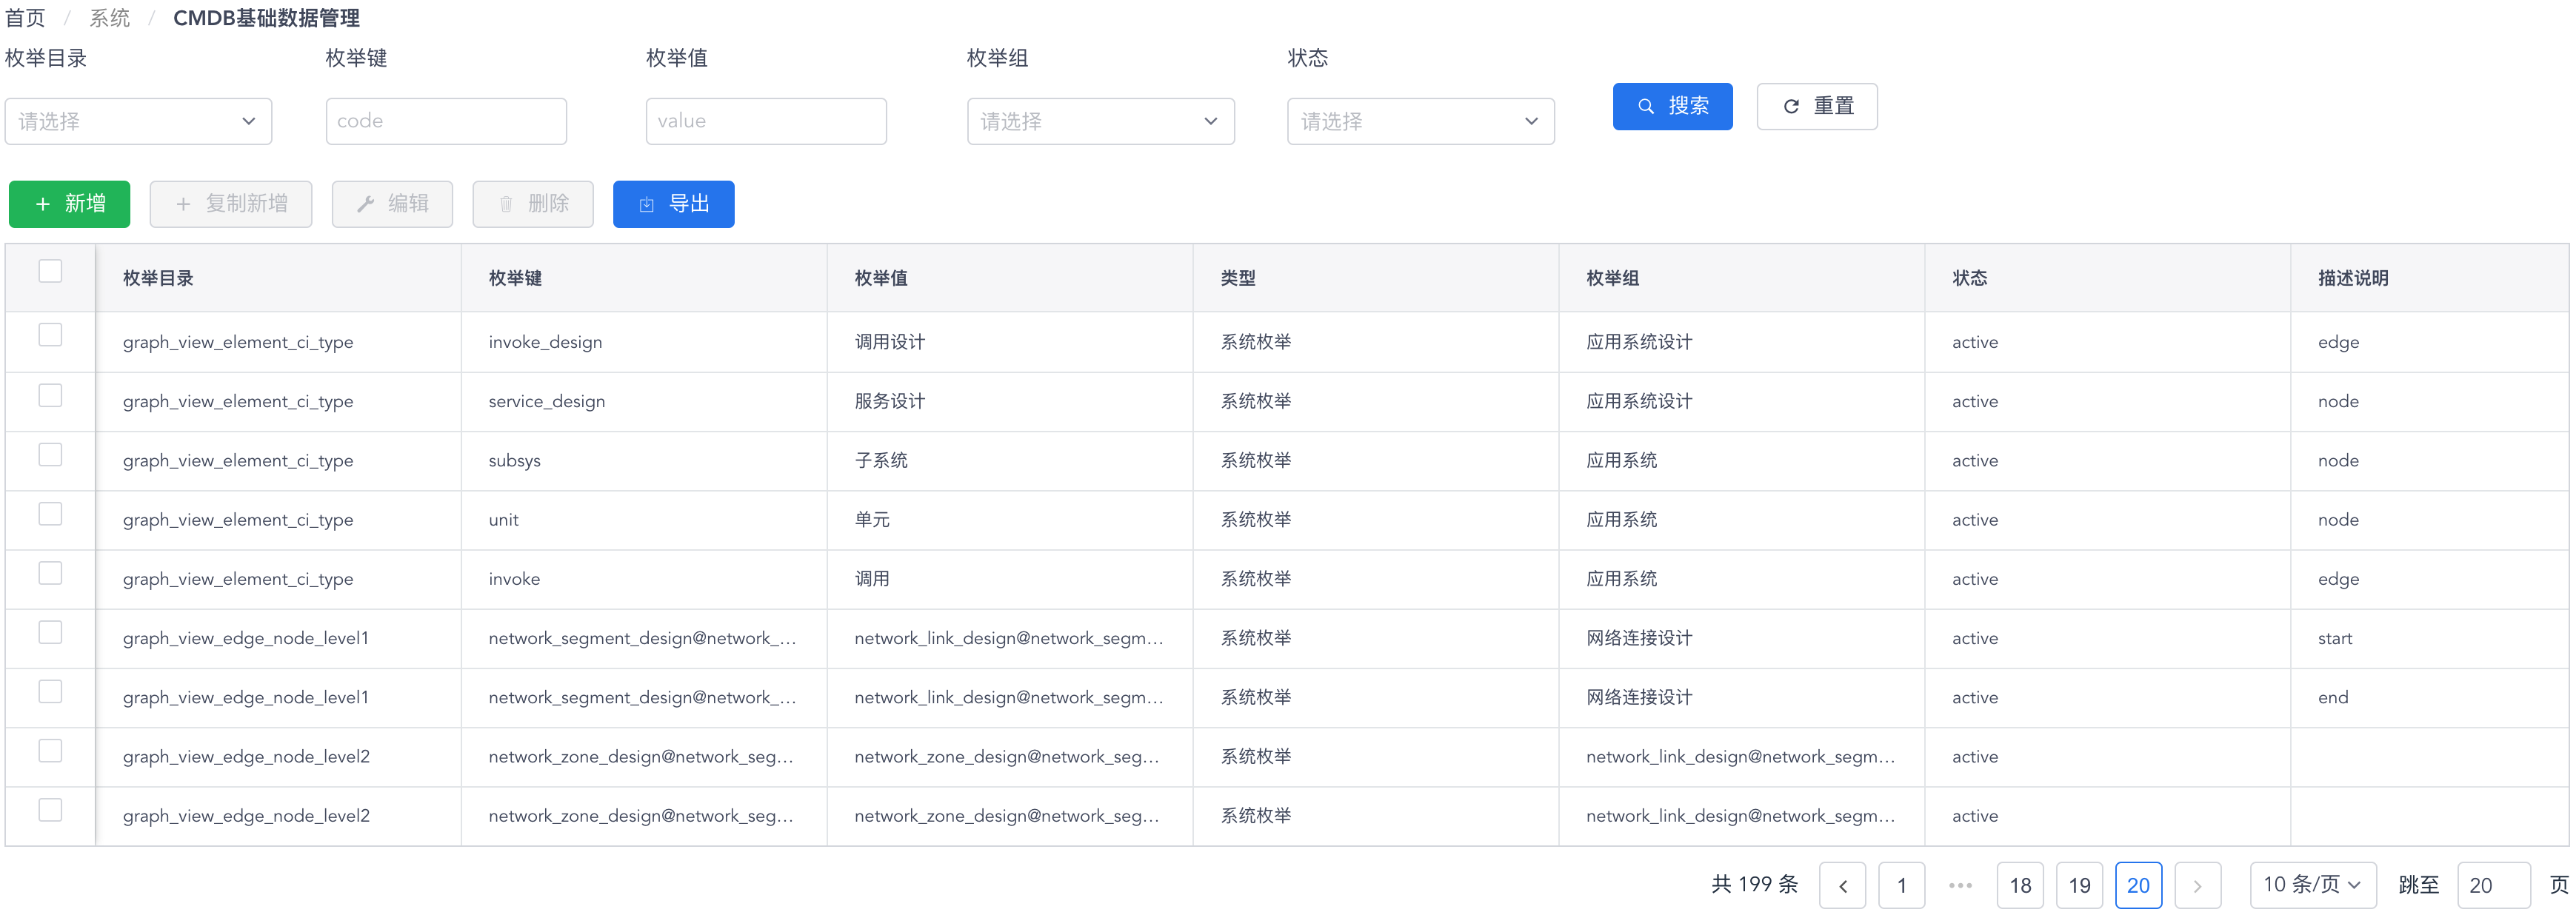 首页 / 系统 / CMDB基础数据管理
枚举目录 枚举键 枚举值 枚举组 状态
请选择 code value 请选择 请选择 搜索 重置
+ 新增 + 复制新增 编辑 删除 导出
枚举目录 枚举键 枚举值 类型 枚举组 状态 描述说明
graph_view_element_ci_type invoke_design 调用设计 系统枚举 应用系统设计 active edge
graph_view_element_ci_type service_design 服务设计 系统枚举 应用系统设计 active node
graph_view_element_ci_type subsys 子系统 系统枚举 应用系统 active node
graph_view_element_ci_type unit 单元 系统枚举 应用系统 active node
graph_view_element_ci_type invoke 调用 系统枚举 应用系统 active edge
graph_view_edge_node_level1 network_segment_design@network_... network_link_design@network_segm... 系统枚举 网络连接设计 active start
graph_view_edge_node_level1 network_segment_design@network_... network_link_design@network_segm... 系统枚举 网络连接设计 active end
graph_view_edge_node_level2 network_zone_design@network_seg... network_zone_design@network_seg... 系统枚举 network_link_design@network_segm... active
graph_view_edge_node_level2 network_zone_design@network_seg... network_zone_design@network_seg... 系统枚举 network_link_design@network_segm... active
共 199 条 < 1 ••• 18 19 20 > 10 条/页 跳至 20 页